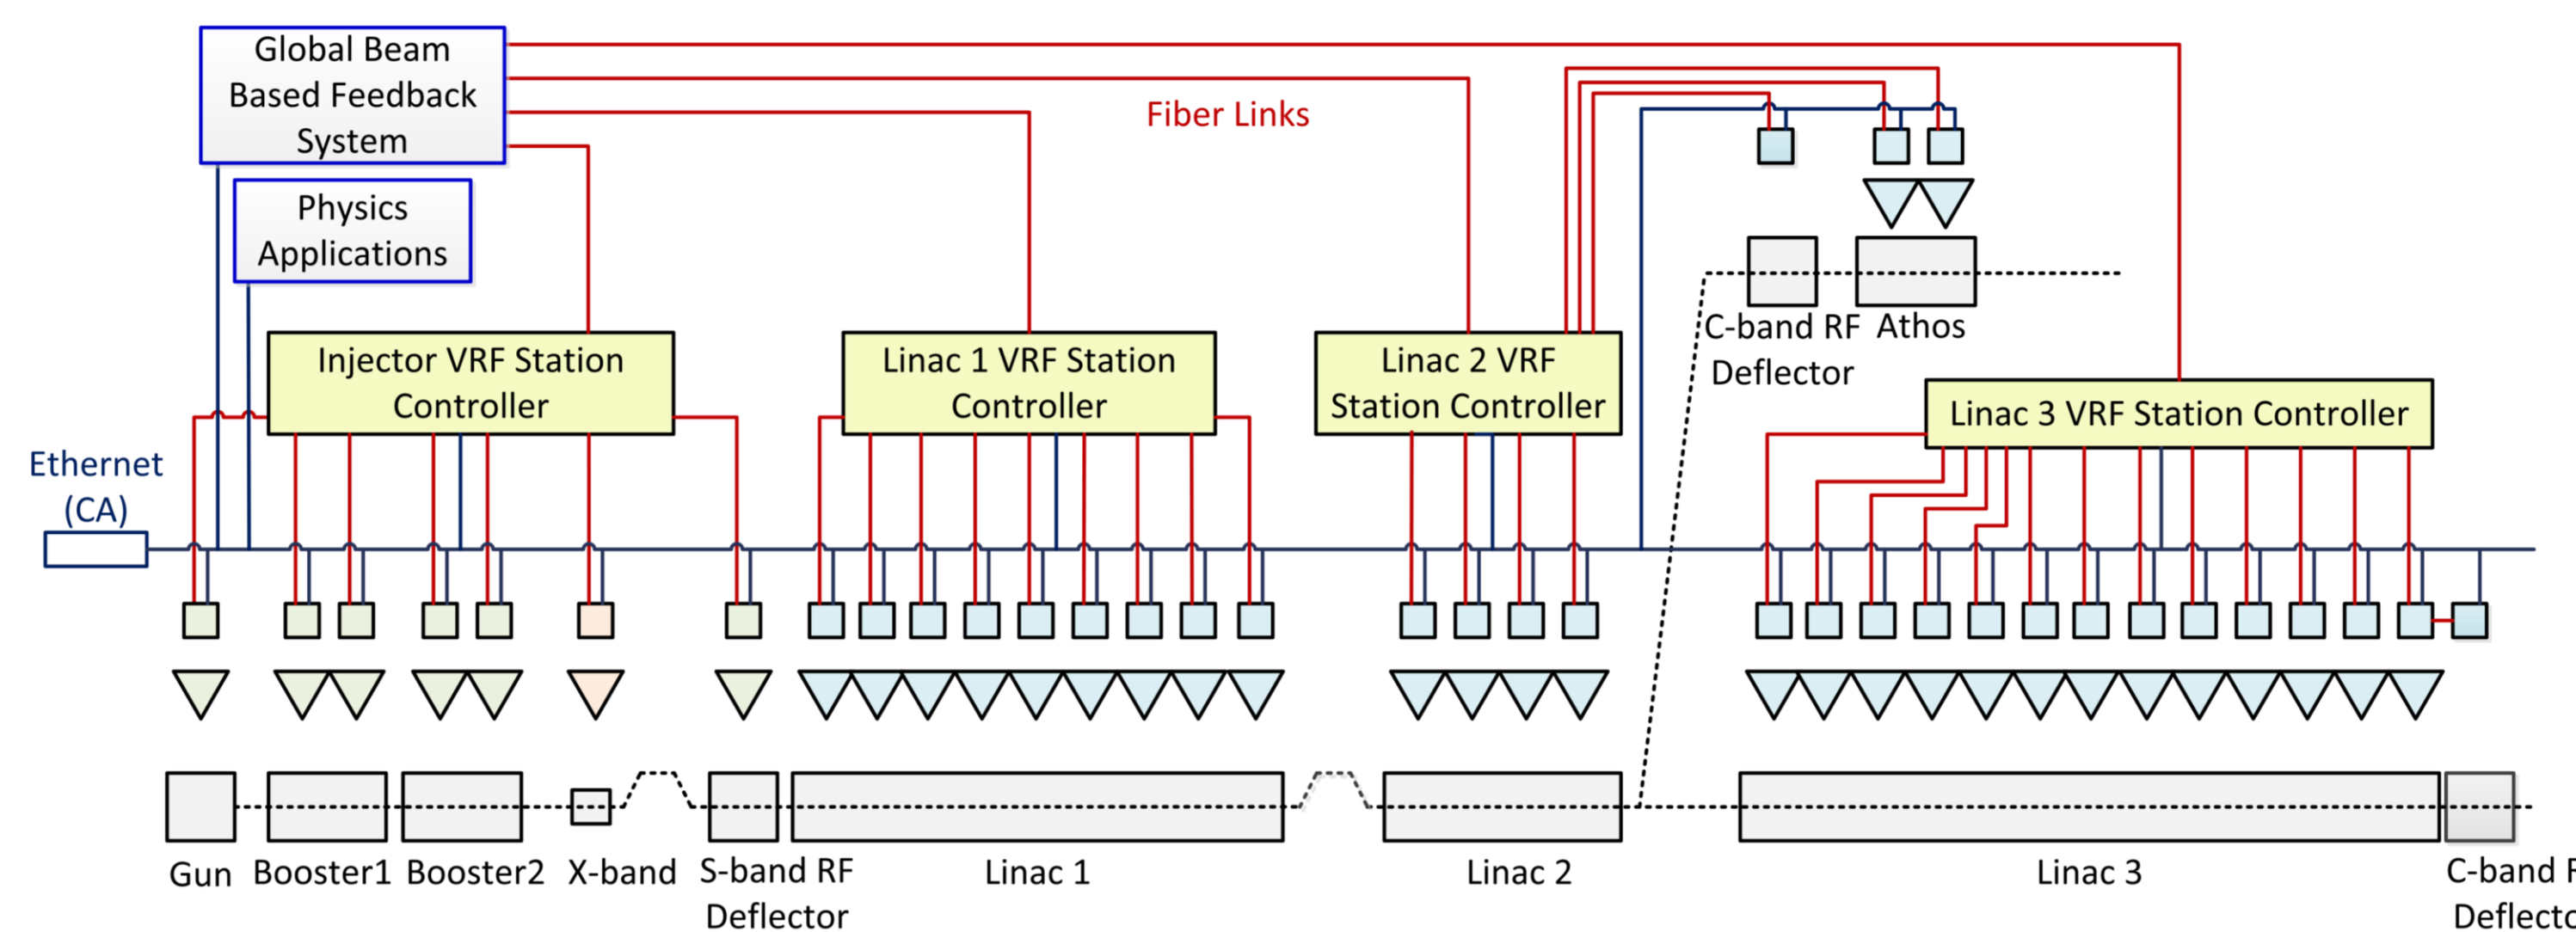 Global Beam
Based Feedback
System
Fiber Links
Physics
Applications
C-band RF
Deflector
Athos
Injector VRF Station
Controller
Linac 1 VRF Station
Controller
Linac 2 VRF
Station Controller
Linac 3 VRF Station Controller
Ethernet
(CA)
Gun
Booster1
Booster2
X-band
S-band RF
Deflector
Linac 1
Linac 2
Linac 3
C-band